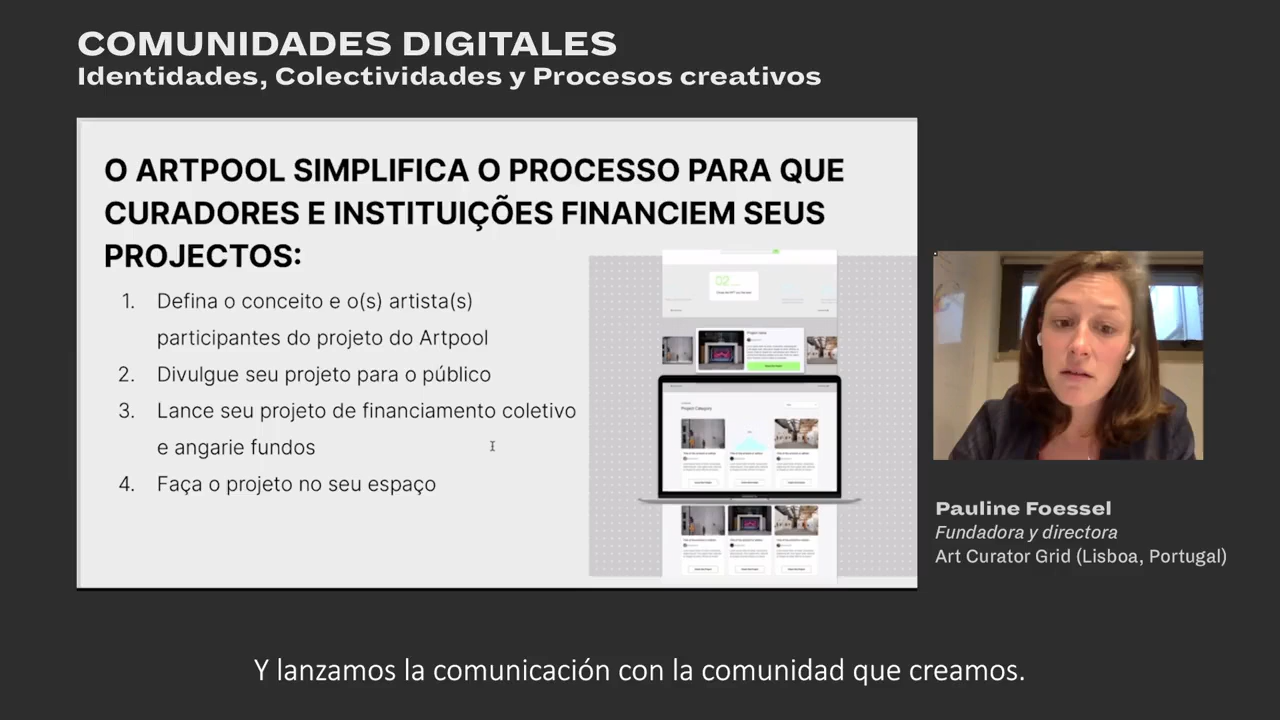 COMUNIDADES DIGITALES
Identidades, Colectividades y Procesos creativos
O ARTPOOL SIMPLIFICA O PROCESSO PARA QUE
CURADORES E INSTITUIÇÕES FINANCIEM SEUS
PROJECTOS:
1. Defina o conceito e o(s) artista(s)
participantes do projeto do Artpool
2. Divulgue seu projeto para o público
3. Lance seu projeto de financiamento coletivo
e angarie fundos
4. Faça o projeto no seu espaço
02
Project Name
Project Category
Pauline Foessel
Fundadora y directora
Art Curator Grid (Lisboa, Portugal)
Y lanzamos la comunicación con la comunidad que creamos.